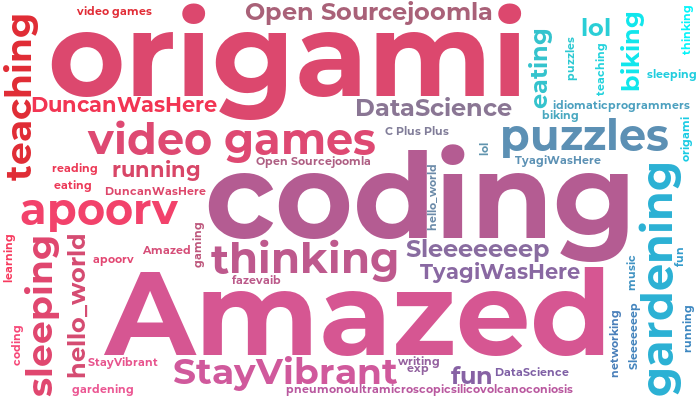 video games
origami
Open Sourcejoomla
lol
biking
thinking
teaching
eating
puzzles
teaching
sleeping
DuncanWasHere
DataScience
idiomaticprogrammers
biking
video games
C Plus Plus
puzzles
origami
lol
reading
running
Open Sourcejoomla
TyagiWasHere
eating
DuncanWasHere
coding
hello_world
gardening
apoorv
learning
sleeping
hello_world
apoorv
Amazed
gaming
thinking
Sleeeeeeep
fun
fazevaib
TyagiWasHere
music
Amazed
coding
StayVibrant
networking
Sleeeeeeep
running
StayVibrant
writing
exp
fun
DataScience
gardening
pneumonoultramicroscopicsilicovolcanoconiosis